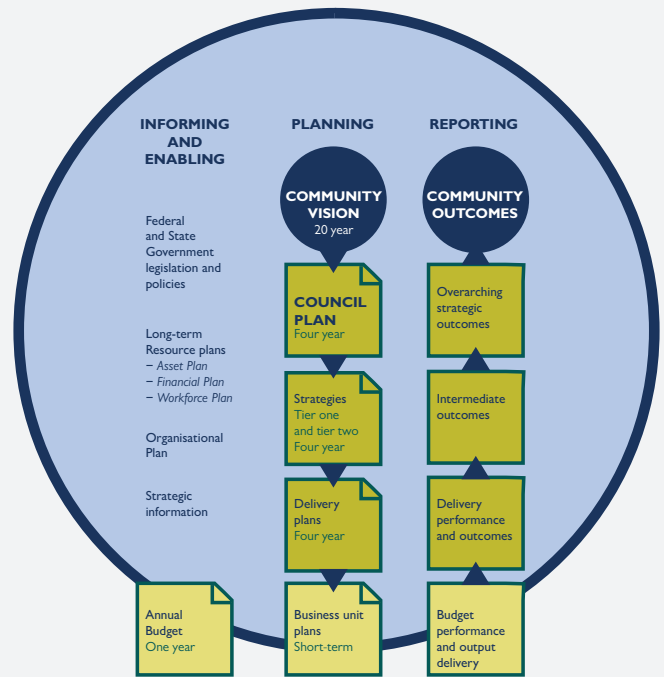 INFORMING
AND
ENABLING
Federal
and State
Government
legislation and
policies
Long-term
Resource plans
– Asset Plan
– Financial Plan
– Workforce Plan
Organisational
Plan
Strategic
information
Annual
Budget
One year
PLANNING
COMMUNITY
VISION
20 year
COUNCIL
PLAN
Four year
Strategies
Tier one
and tier two
Four year
Delivery
plans
Four year
Business unit
plans
Short-term
REPORTING
COMMUNITY
OUTCOMES
Overarching
strategic
outcomes
Intermediate
outcomes
Delivery
performance
and outcomes
Budget
performance
and output
delivery